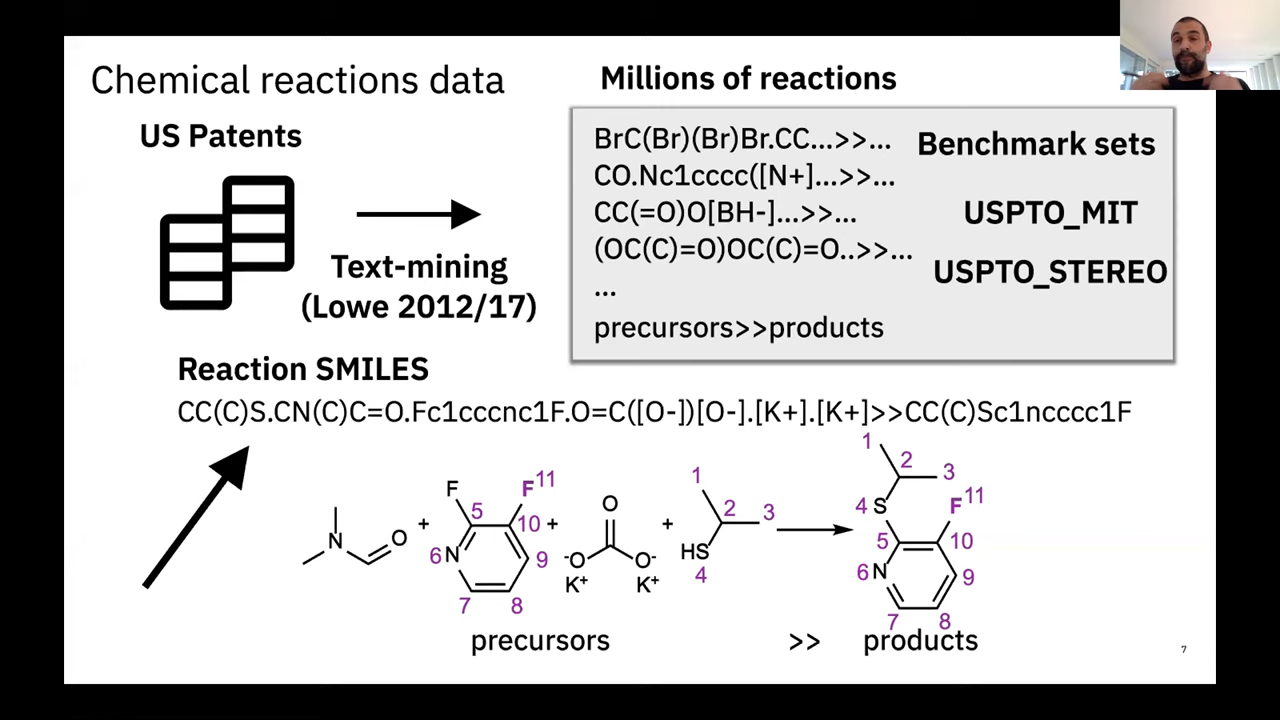 Chemical reactions data
US Patents
Text-mining
(Lowe 2012/17)
Millions of reactions
BrC(Br)(Br)Br.CC...>>...
CO.Nc1cccc([N+]...>>...
CC(=O)O[BH-]...>>...
(OC(C)=O)OC(C)=O..>>...
...
precursors>>products
Benchmark sets
USPTO_MIT
USPTO_STEREO
Reaction SMILES
CC(C)S.CN(C)C=O.Fc1cccnc1F.O=C([O-])[O-].[K+].[K+]>>CC(C)Sc1ncccc1F
N O
+
F F 11
5 10
6 N 9
7 8
+
O
-O O-
K+ K+
+
1
2 3
HS
4
1
2 3
4 S F 11
5 10
6 N 9
7 8
precursors >> products
7